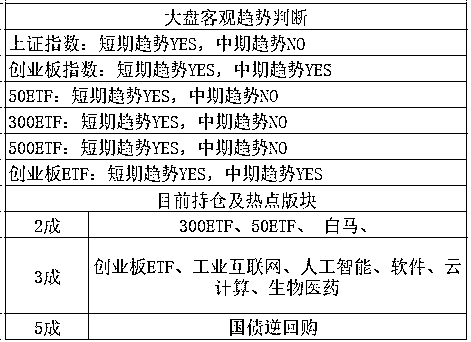 大盘客观趋势判断
上证指数：短期趋势YES，中期趋势NO
创业板指数：短期趋势YES，中期趋势YES
50ETF：短期趋势YES，中期趋势NO
300ETF：短期趋势YES，中期趋势NO
500ETF：短期趋势YES，中期趋势NO
创业板ETF：短期趋势YES，中期趋势YES
目前持仓及热点版块
2成 300ETF、50ETF、 白马、
3成 创业板ETF、工业互联网、人工智能、软件、云
计算、生物医药
5成 国债逆回购